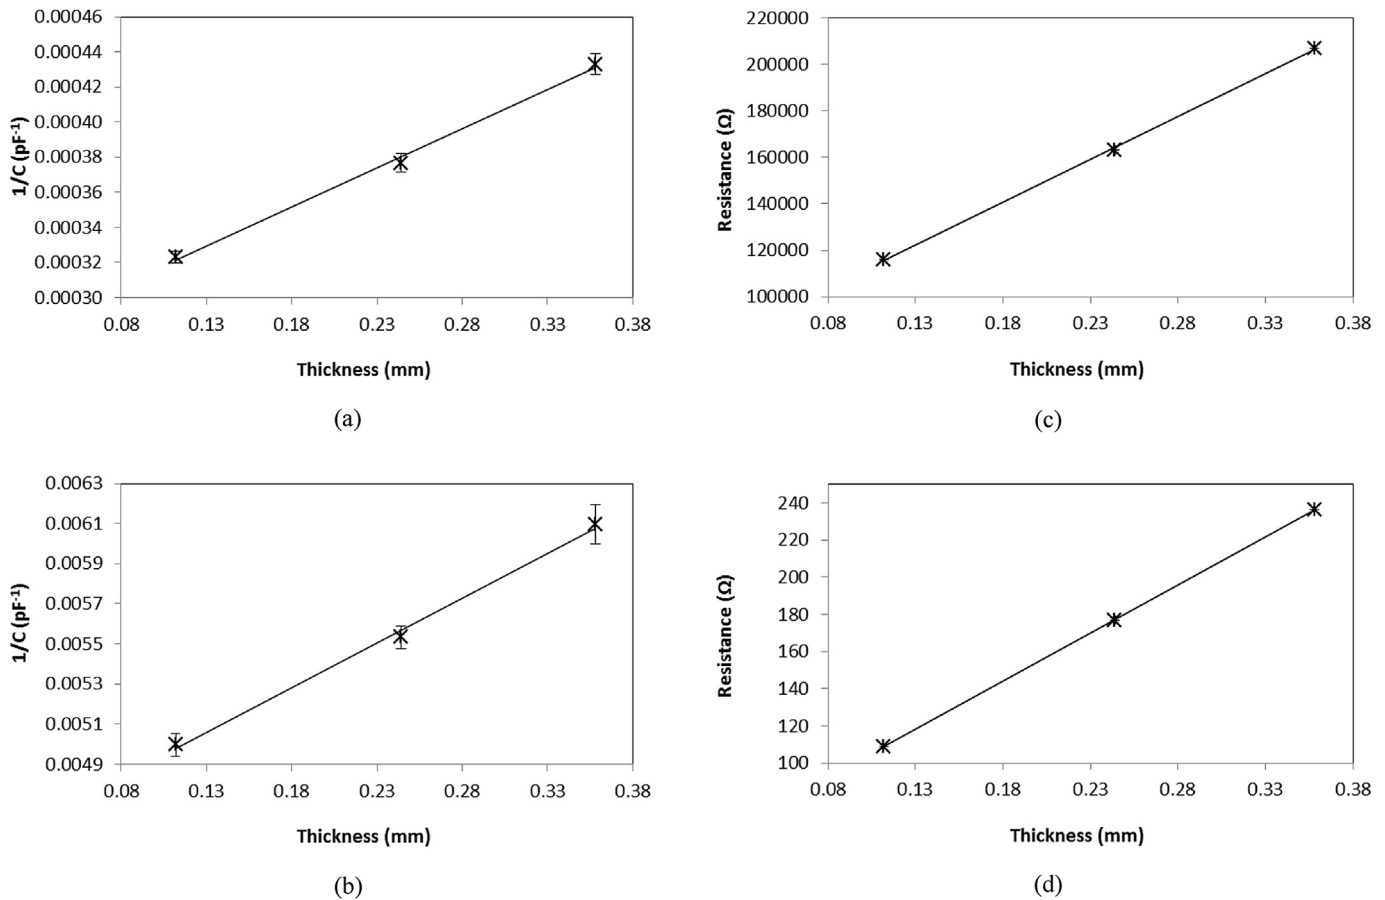 0.00046
0.00044
0.00042
0.00040
0.00038
0.00036
0.00034
0.00032
0.00030
1/C (pF-1)
0.08 0.13 0.18 0.23 0.28 0.33 0.38
Thickness (mm)
(a)
220000
200000
180000
160000
140000
120000
100000
Resistance (Ω)
0.08 0.13 0.18 0.23 0.28 0.33 0.38
Thickness (mm)
(c)
0.0063
0.0061
0.0059
0.0057
0.0055
0.0053
0.0051
0.0049
1/C (pF-1)
0.08 0.13 0.18 0.23 0.28 0.33 0.38
Thickness (mm)
(b)
240
220
200
180
160
140
120
100
Resistance (Ω)
0.08 0.13 0.18 0.23 0.28 0.33 0.38
Thickness (mm)
(d)